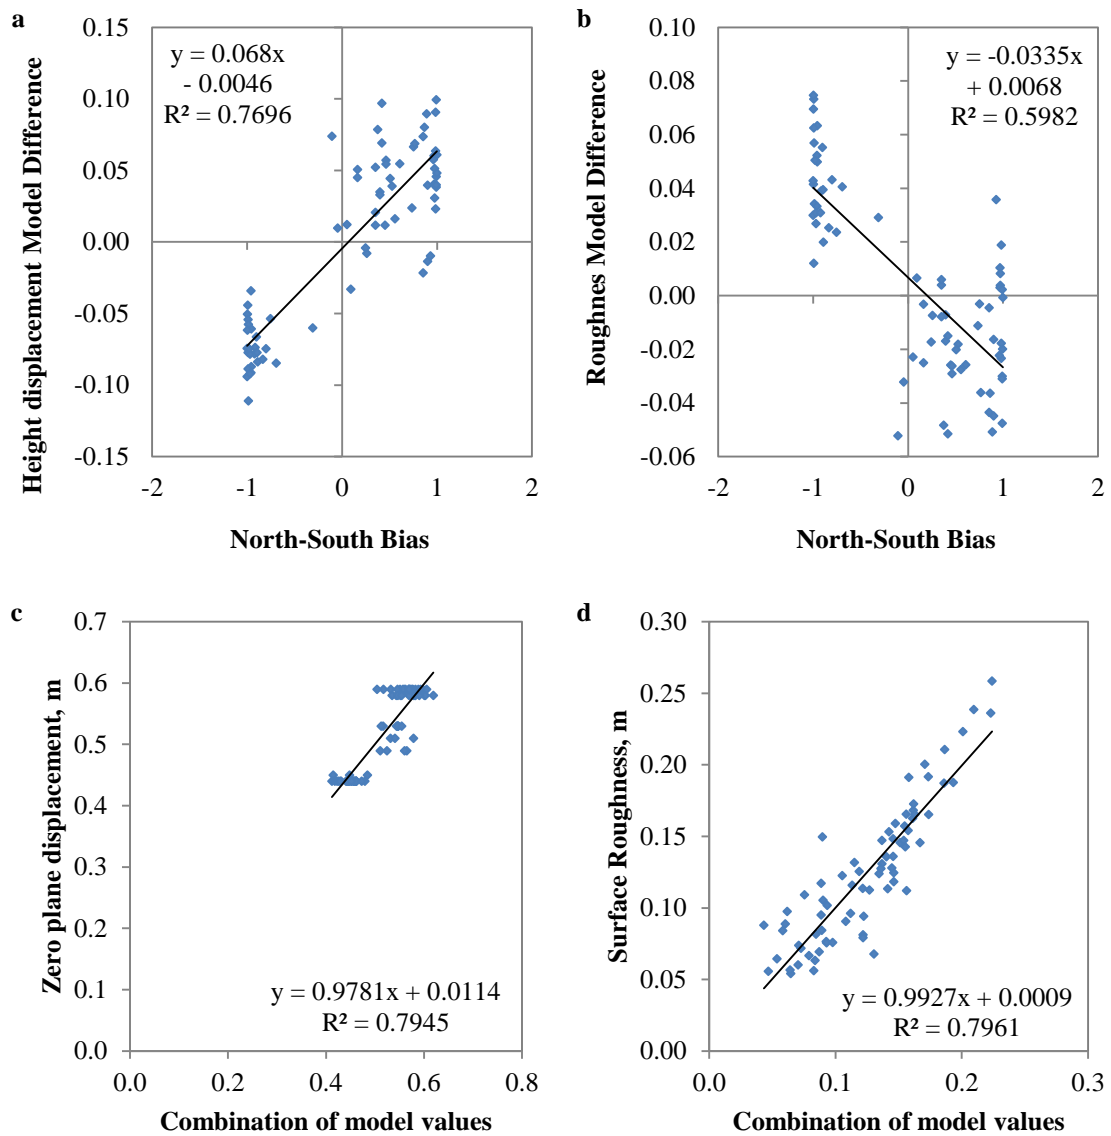 a
Height displacement Model Difference
0.15
0.10
0.05
0.00
-0.05
-0.10
-0.15
y = 0.068x
- 0.0046
R² = 0.7696
-2
-1
0
1
2
North-South Bias
b
Roughnes Model Difference
0.10
0.08
0.06
0.04
0.02
0.00
-0.02
-0.04
-0.06
y = -0.0335x
+ 0.0068
R² = 0.5982
-2
-1
0
1
2
North-South Bias
c
Zero plane displacement, m
0.7
0.6
0.5
0.4
0.3
0.2
0.1
0.0
y = 0.9781x + 0.0114
R² = 0.7945
0.0
0.2
0.4
0.6
0.8
Combination of model values
d
Surface Roughness, m
0.30
0.25
0.20
0.15
0.10
0.05
0.00
y = 0.9927x + 0.0009
R² = 0.7961
0.0
0.1
0.2
0.3
Combination of model values